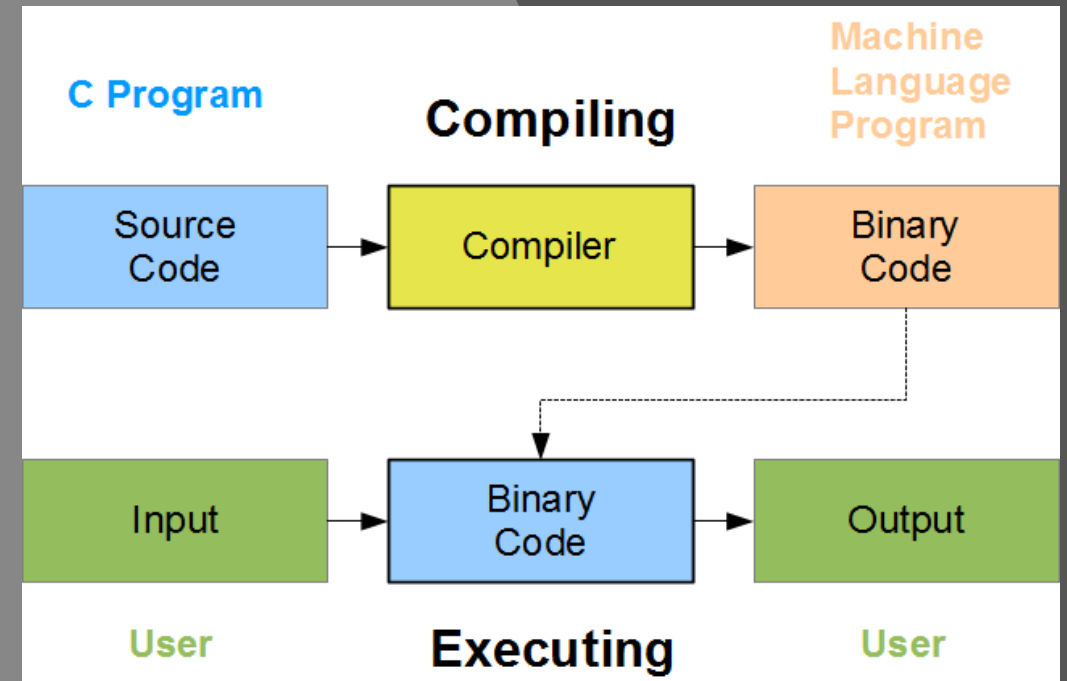 C Program
Compiling
Machine
Language
Program
Source
Code
Compiler
Binary
Code
Input
Binary
Code
Output
User
Executing
User